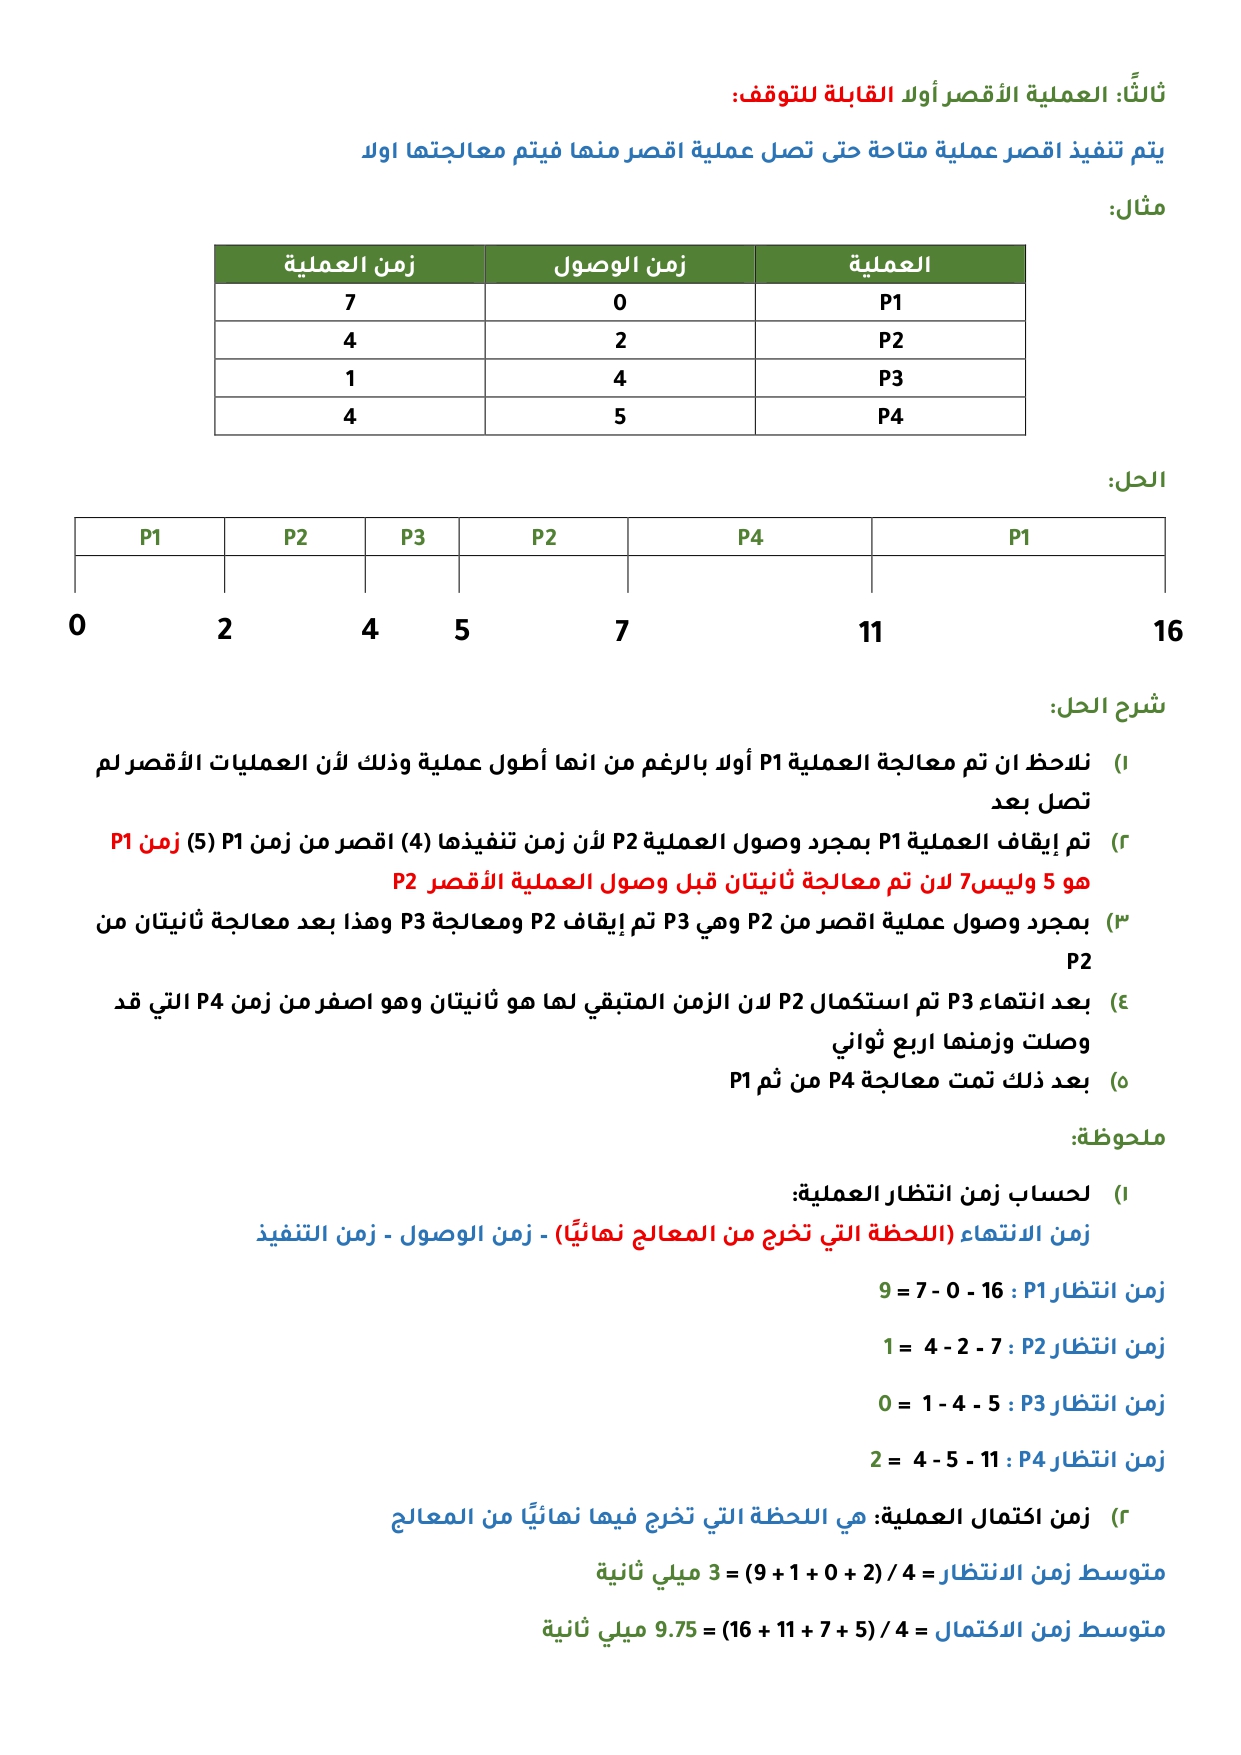 ثالثًا: العملية الأقصر أولا القابلة للتوقف:
يتم تنفيذ اقصر عملية متاحة حتى تصل عملية اقصر منها فيتم معالجتها اولا
مثال:
العملية زمن الوصول زمن العملية
P1 0 7
P2 2 4
P3 4 1
P4 5 4
الحل:
P1 P2 P3 P2 P4 P1
0 2 4 5 7 11 16
شرح الحل:
١) نلاحظ ان تم معالجة العملية P1 أولا بالرغم من انها أطول عملية وذلك لأن العمليات الأقصر لم
تصل بعد
٢) تم إيقاف العملية P1 بمجرد وصول العملية P2 لأن زمن تنفيذها (4) اقصر من زمن P1 (5) زمن P1
هو 5 وليس7 لان تم معالجة ثانيتان قبل وصول العملية الأقصر P2
٣) بمجرد وصول عملية اقصر من P2 وهي P3 تم إيقاف P2 ومعالجة P3 وهذا بعد معالجة ثانيتان من
P2
٤) بعد انتهاء P3 تم استكمال P2 لان الزمن المتبقي لها هو ثانيتان وهو اصفر من زمن P4 التي قد
وصلت وزمنها اربع ثواني
٥) بعد ذلك تمت معالجة P4 من ثم P1
ملحوظة:
١) لحساب زمن انتظار العملية:
زمن الانتهاء (اللحظة التي تخرج من المعالج نهائيًا) – زمن الوصول – زمن التنفيذ
زمن انتظار P1 : 16 – 0 - 7 = 9
زمن انتظار P2 : 7 – 2 - 4 = 1
زمن انتظار P3 : 5 – 4 - 1 = 0
زمن انتظار P4 : 11 – 5 - 4 = 2
٢) زمن اكتمال العملية: هي اللحظة التي تخرج فيها نهائيًا من المعالج
متوسط زمن الانتظار = (9 + 1 + 0 + 2) / 4 = 3 ميلي ثانية
متوسط زمن الاكتمال = (16 + 11 + 7 + 5) / 4 = 9.75 ميلي ثانية